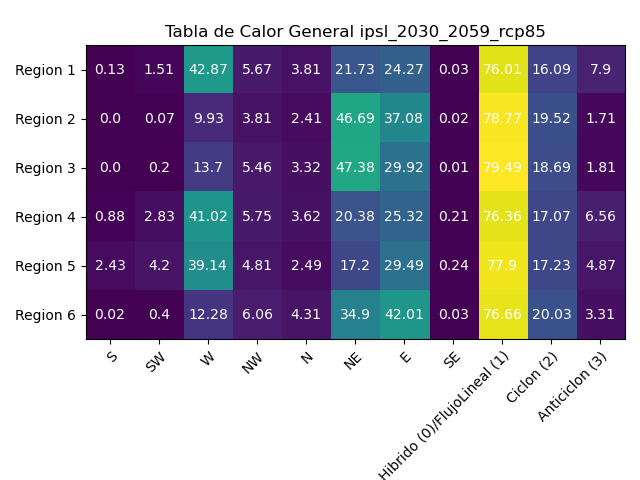 Tabla de Calor General ipsl_2030_2059_rcp85
Region 1 0.13 1.51 42.87 5.67 3.81 21.73 24.27 0.03 76.01 16.09 7.9
Region 2 0.0 0.07 9.93 3.81 2.41 46.69 37.08 0.02 78.77 19.52 1.71
Region 3 0.0 0.2 13.7 5.46 3.32 47.38 29.92 0.01 79.49 18.69 1.81
Region 4 0.88 2.83 41.02 5.75 3.62 20.38 25.32 0.21 76.36 17.07 6.56
Region 5 2.43 4.2 39.14 4.81 2.49 17.2 29.49 0.24 77.9 17.23 4.87
Region 6 0.02 0.4 12.28 6.06 4.31 34.9 42.01 0.03 76.66 20.03 3.31
S SW W NW N NE E SE Hibrido (0)/FlujoLineal (1) Ciclon (2) Anticiclon (3)